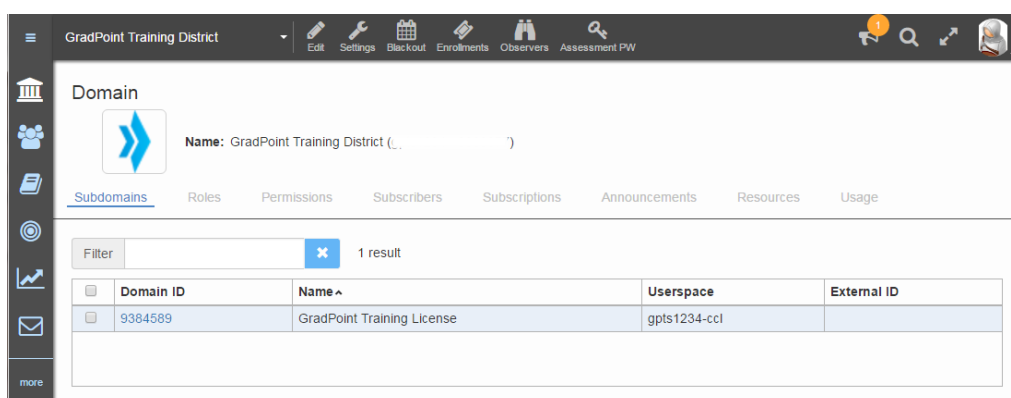 GradPoint Training District
Edit Settings Blackout Enrollments Observers Assessment PW
1
Domain
Name: GradPoint Training District ( )
Subdomains Roles Permissions Subscribers Subscriptions Announcements Resources Usage
Filter 1 result
Domain ID Name Userspace External ID
9384589 GradPoint Training License gpts1234-ccl
more